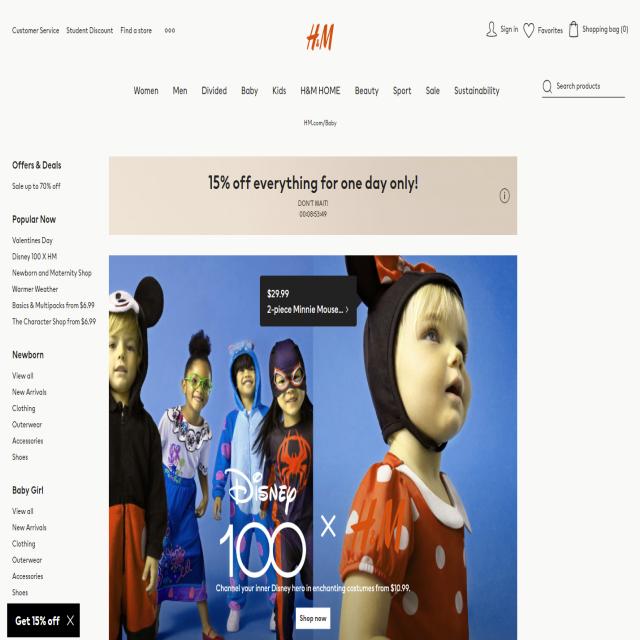 Customer Service Student Discount Find a store
H&M
Sign in Favorites Shopping bag (0)
Women Men Divided Baby Kids H&M HOME Beauty Sport Sale Sustainability
Search products
HM.com/Baby
Offers & Deals
Sale up to 70% off
Popular Now
Valentines Day
Disney 100 X HM
Newborn and Maternity Shop
Warmer Weather
Basics & Multipacks from $6.99
The Character Shop from $6.99
Newborn
View all
New Arrivals
Clothing
Outerwear
Accessories
Shoes
Baby Girl
View all
New Arrivals
Clothing
Outerwear
Accessories
Shoes
Get 15% off X
15% off everything for one day only!
DON'T WAIT!
00:08:53:49
$29.99
2-piece Minnie Mouse... >
Disney
100 X H&M
Channel your inner Disney hero in enchanting costumes from $10.99.
Shop now